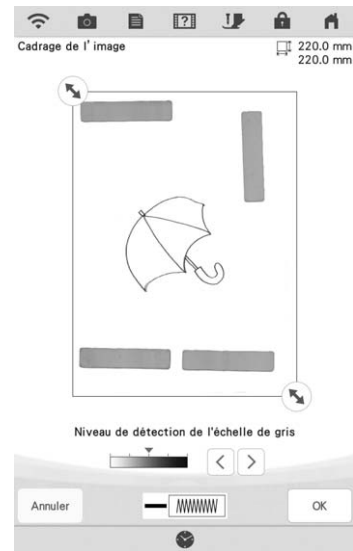 Cadrage de l'image
220.0 mm
220.0 mm
Niveau de détection de l'échelle de gris
Annuler
OK